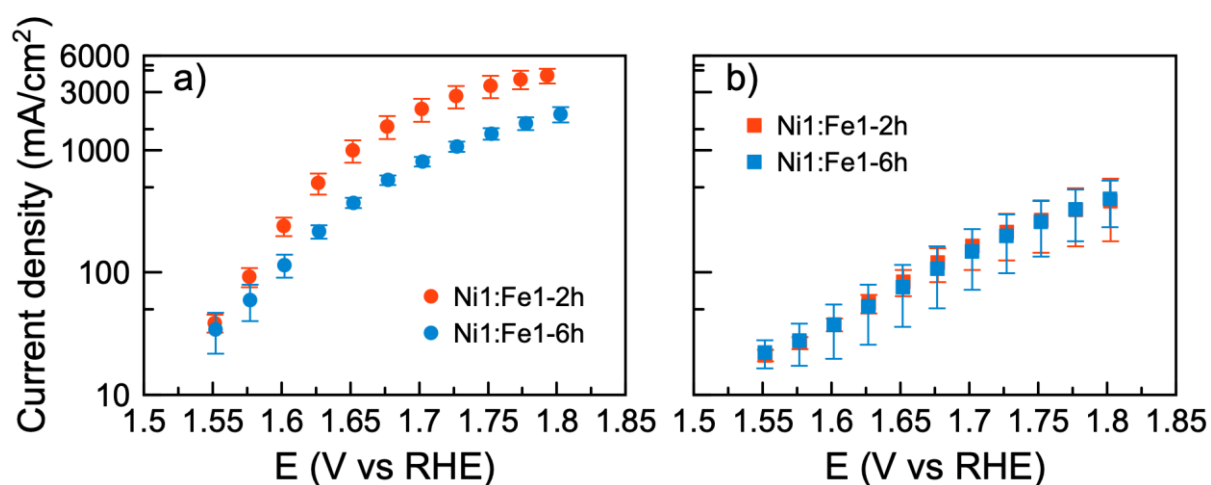 Current density (mA/cm²)
6000
3000
1000
100
10
a)
Ni1:Fe1-2h
Ni1:Fe1-6h
1.5 1.55 1.6 1.65 1.7 1.75 1.8 1.85
E (V vs RHE)
b)
Ni1:Fe1-2h
Ni1:Fe1-6h
1.5 1.55 1.6 1.65 1.7 1.75 1.8 1.85
E (V vs RHE)